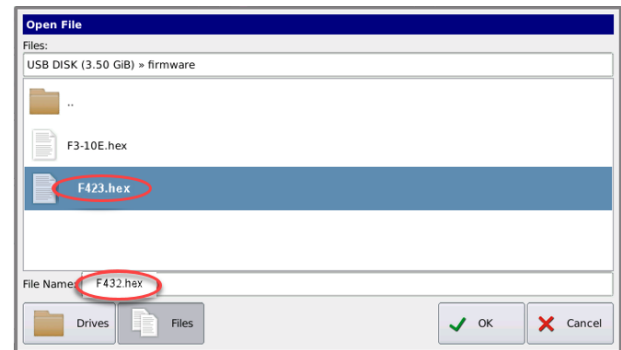 Open File
Files:
USB DISK (3.50 GiB) » firmware
..
F3-10E.hex
F423.hex
File Name: F432.hex
Drives Files OK Cancel